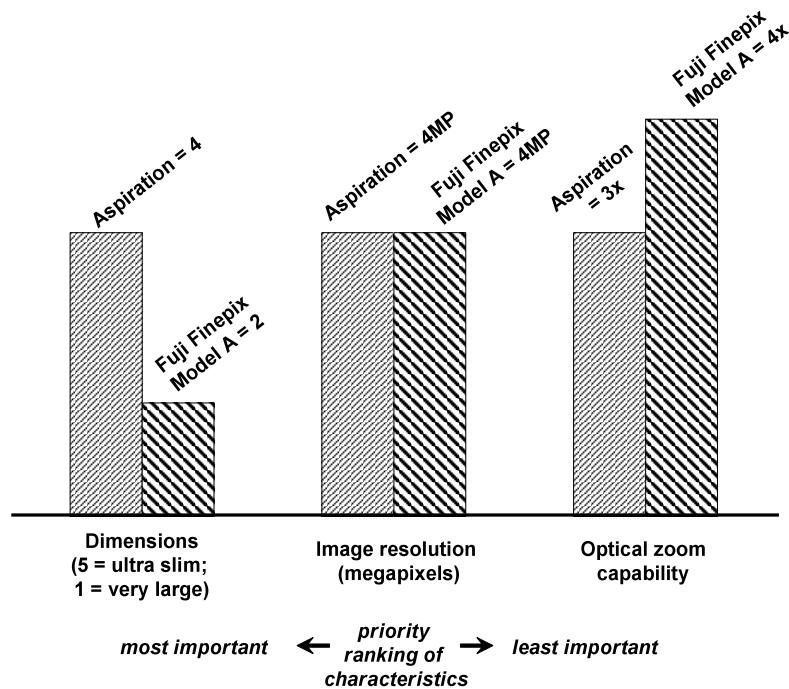 Aspiration = 4
Fuji Finepix
Model A = 2
Aspiration = 4MP
Fuji Finepix
Model A = 4MP
Aspiration
= 3x
Fuji Finepix
Model A = 4x
Dimensions
(5 = ultra slim;
1 = very large)
Image resolution
(megapixels)
Optical zoom
capability
most important
priority
ranking of
characteristics
least important